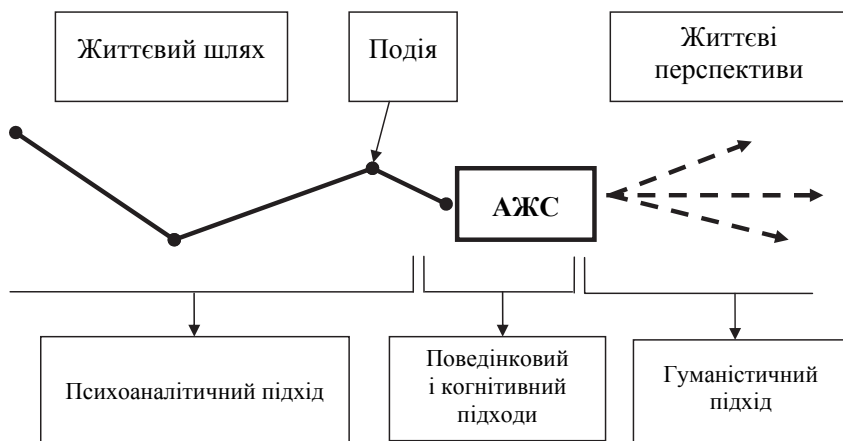 Життєвий шлях
Подія
Життєві
перспективи
АЖС
Психоаналітичний підхід
Поведінковий
і когнітивний
підходи
Гуманістичний
підхід